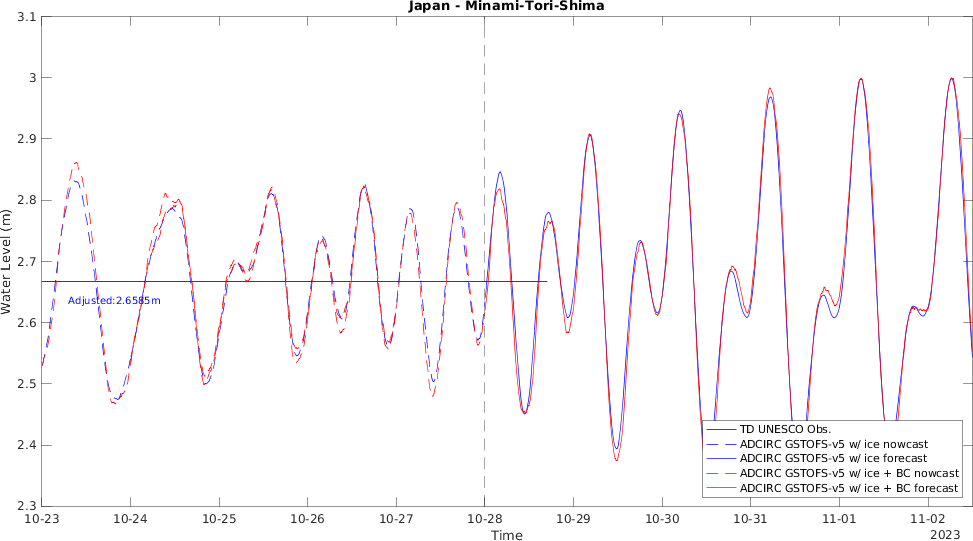 Japan - Minami-Tori-Shima
3.1
3
2.9
2.8
2.7
2.6
2.5
2.4
2.3
Water Level (m)
Adjusted:2.6585m
TD UNESCO Obs.
ADCIRC GSTOFS-v5 w/ ice nowcast
ADCIRC GSTOFS-v5 w/ ice forecast
ADCIRC GSTOFS-v5 w/ ice + BC nowcast
ADCIRC GSTOFS-v5 w/ ice + BC forecast
10-23 10-24 10-25 10-26 10-27 10-28 10-29 10-30 10-31 11-01 11-02
Time
2023